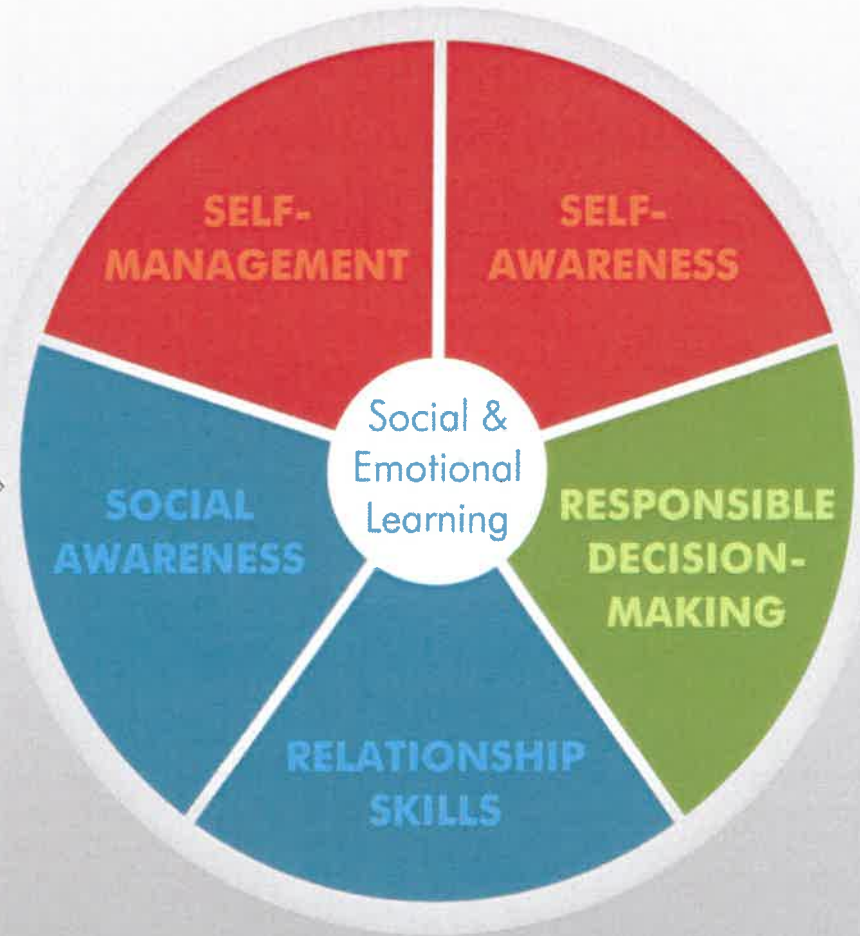 SELF-
MANAGEMENT
SELF-
AWARENESS
Social &
Emotional
Learning
SOCIAL
AWARENESS
RESPONSIBLE
DECISION-
MAKING
RELATIONSHIP
SKILLS